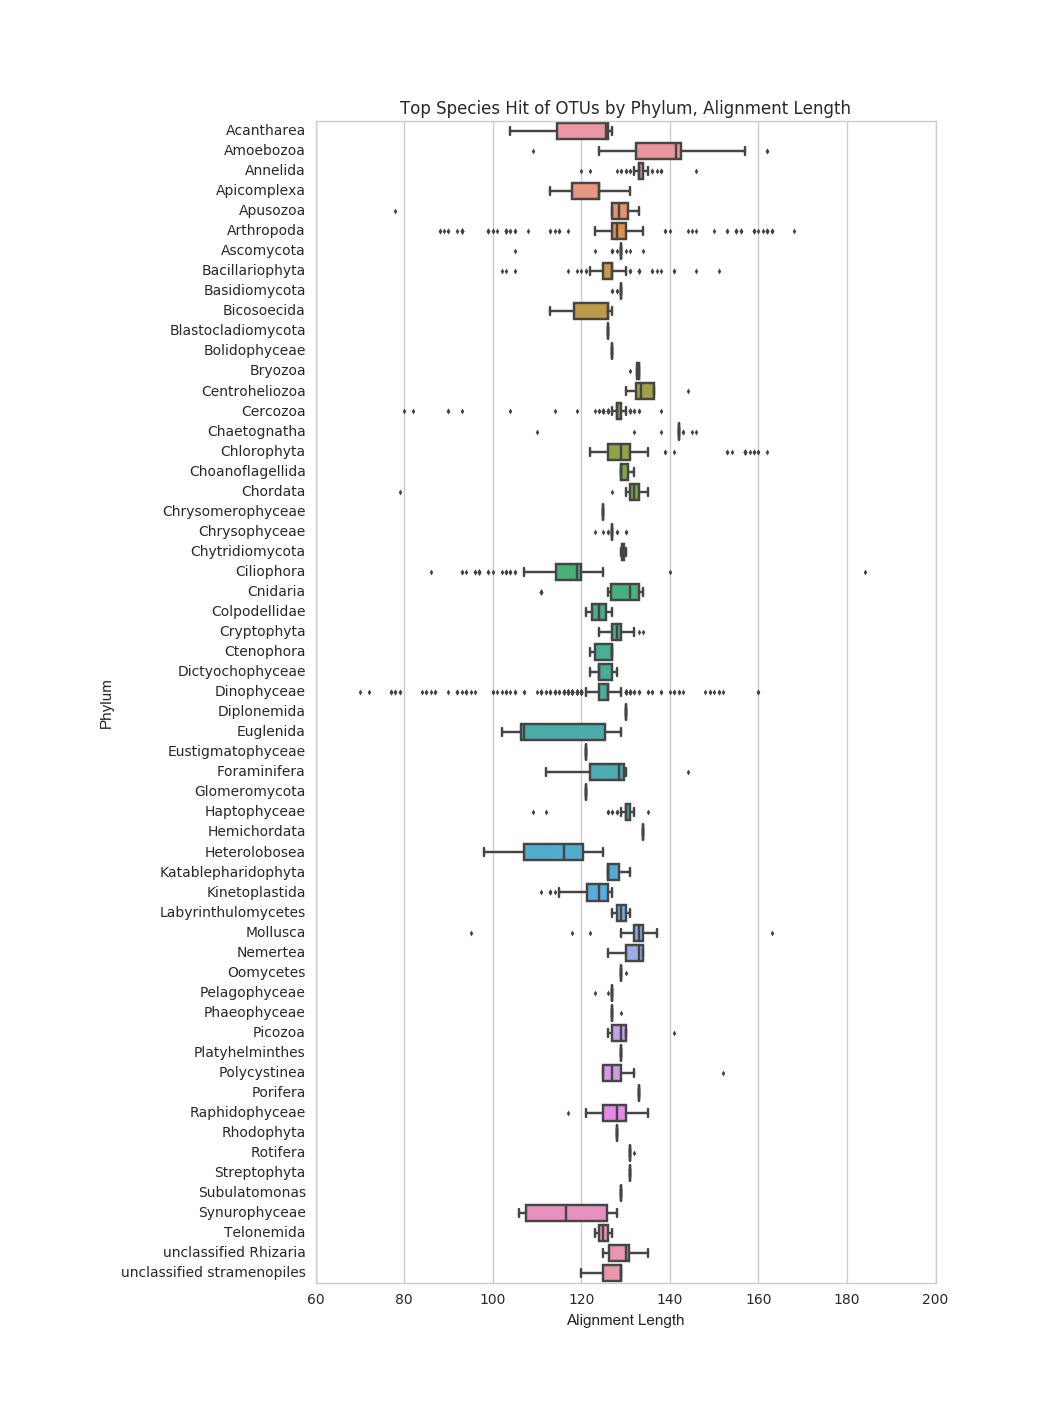 Top Species Hit of OTUs by Phylum, Alignment Length
Acantharea
Amoebozoa
Annelida
Apicomplexa
Apusozoa
Arthropoda
Ascomycota
Bacillariophyta
Basidiomycota
Bicosoecida
Blastocladiomycota
Bolidophyceae
Bryozoa
Centroheliozoa
Cercozoa
Chaetognatha
Chlorophyta
Choanoflagellida
Chordata
Chrysomerophyceae
Chrysophyceae
Chytridiomycota
Ciliophora
Cnidaria
Colpodellidae
Cryptophyta
Ctenophora
Dictyochophyceae
Dinophyceae
Diplonemida
Euglenida
Eustigmatophyceae
Foraminifera
Glomeromycota
Haptophyceae
Hemichordata
Heterolobosea
Katablepharidophyta
Kinetoplastida
Labyrinthulomycetes
Mollusca
Nemertea
Oomycetes
Pelagophyceae
Phaeophyceae
Picozoa
Platyhelminthes
Polycystinea
Porifera
Raphidophyceae
Rhodophyta
Rotifera
Streptophyta
Subulatomonas
Synurophyceae
Telonemida
unclassified Rhizaria
unclassified stramenopiles
Phylum
60 80 100 120 140 160 180 200
Alignment Length